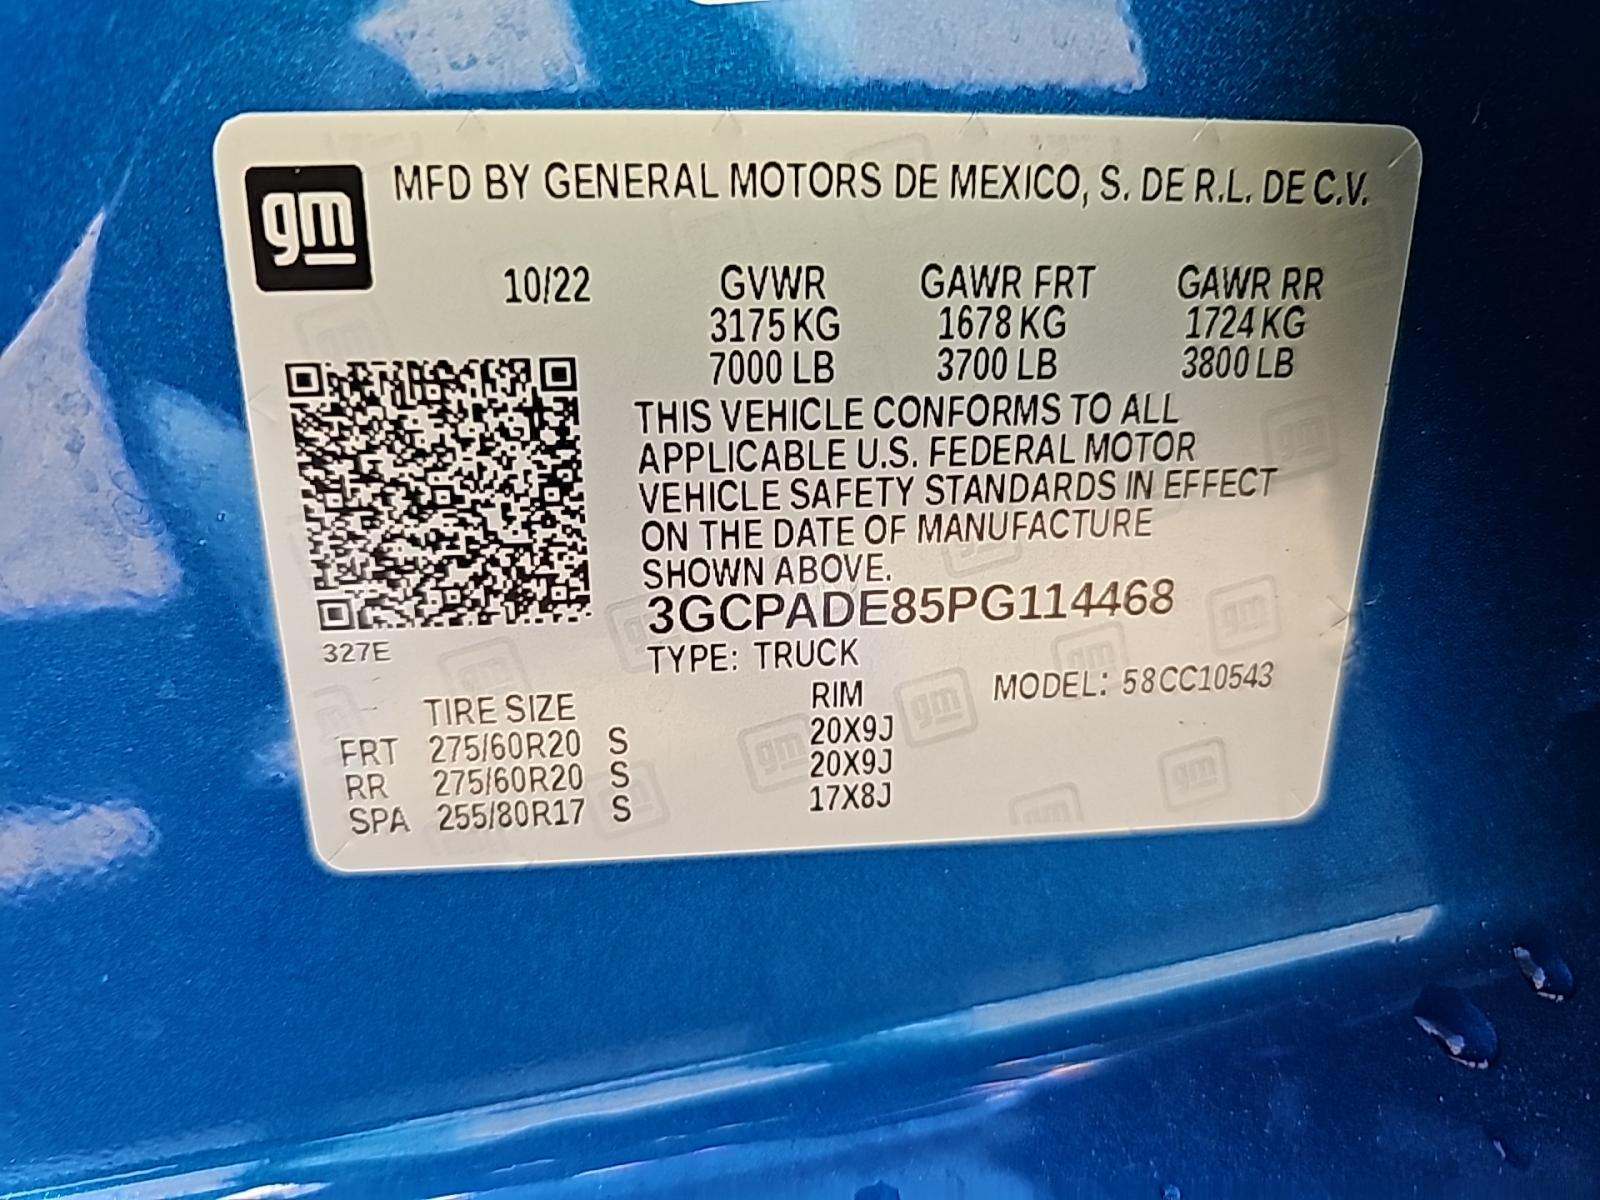 gm
MFD BY GENERAL MOTORS DE MEXICO, S. DE R.L. DE C.V.
10/22 GVWR GAWR FRT GAWR RR
3175 KG 1678 KG 1724 KG
7000 LB 3700 LB 3800 LB
THIS VEHICLE CONFORMS TO ALL
APPLICABLE U.S. FEDERAL MOTOR
VEHICLE SAFETY STANDARDS IN EFFECT
ON THE DATE OF MANUFACTURE
SHOWN ABOVE.
3GCPADE85PG114468
327E
TYPE: TRUCK
MODEL: 58CC10543
TIRE SIZE RIM
FRT 275/60R20 S 20X9J
RR 275/60R20 S 20X9J
SPA 255/80R17 S 17X8J